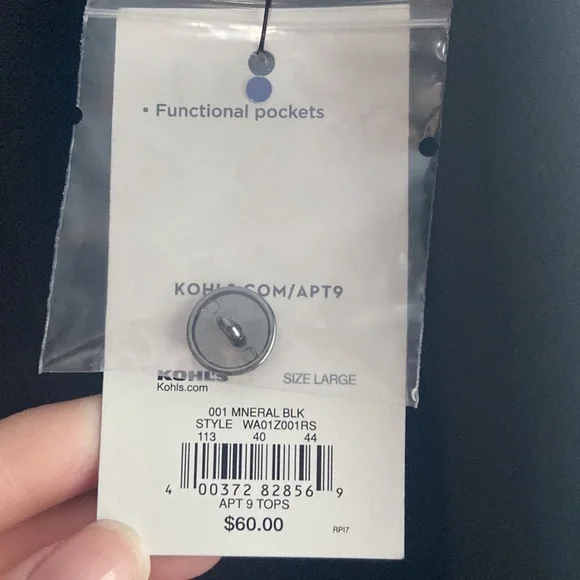 • Functional pockets
KOHLS.COM/APT9
KOHL'S
Kohls.com
SIZE LARGE
001 MNERAL BLK
STYLE WA01Z001RS
113 40 44
4 00372 82856 9
APT 9 TOPS
$60.00
RPI7